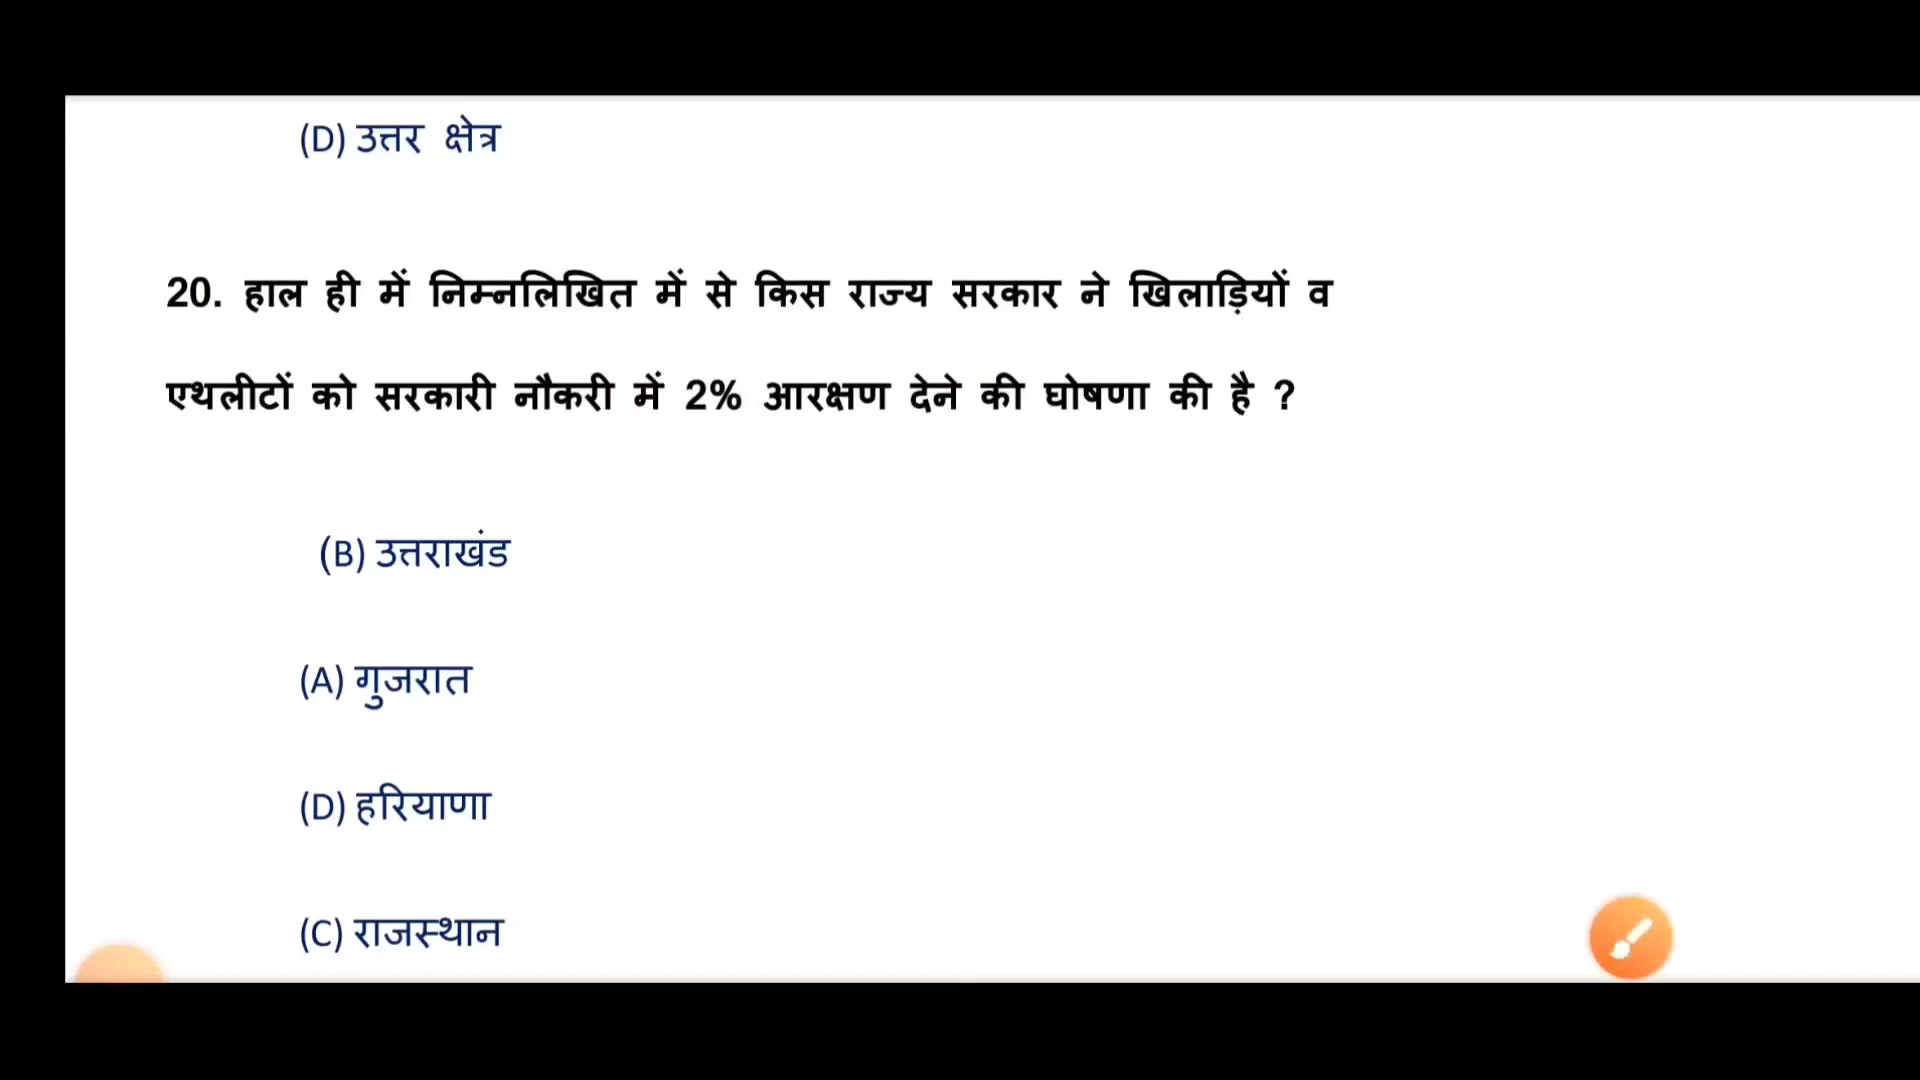 (D) उत्तर क्षेत्र
20. हाल ही में निम्नलिखित में से किस राज्य सरकार ने खिलाड़ियों व
एथलीटों को सरकारी नौकरी में 2% आरक्षण देने की घोषणा की है ?
(B) उत्तराखंड
(A) गुजरात
(D) हरियाणा
(C) राजस्थान